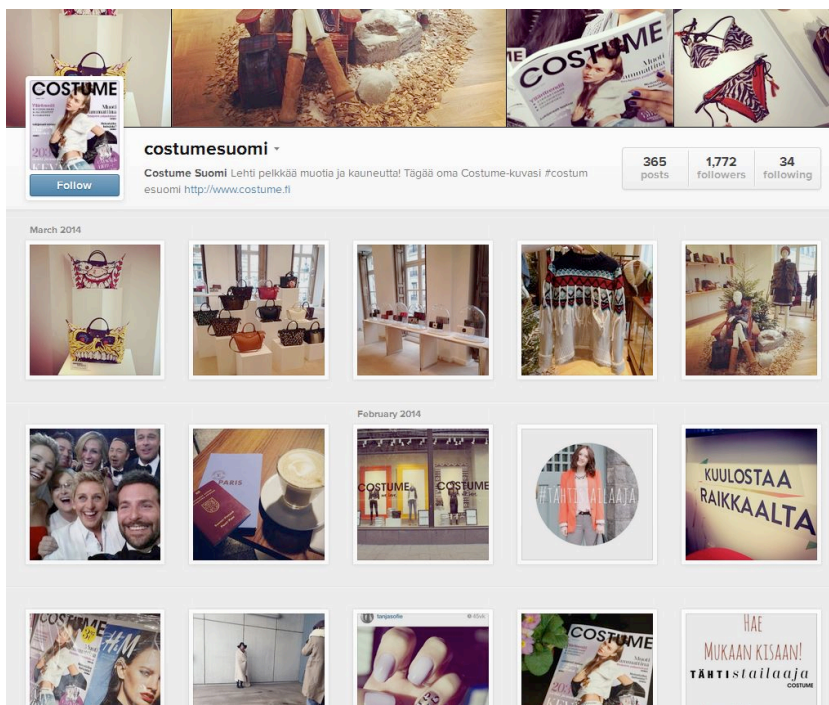 COSTUME
COSTUME
Follow
costumesuomi
Costume Suomi Lehti pelkkää muotia ja kauneutta! Tägää oma Costume-kuvasi #costum
esuomi http://www.costume.fi
365 posts
1,772 followers
34 following
March 2014
February 2014
PARIS
COSTUME
COSTUME
#TÄHTISTAILAAJA
KUULOSTAA
RAIKKAALTA
COSTUME
H&M
tanjasofie
COSTUME
HAE
MUKAAN KISAAN!
TÄHTIstailaaja
COSTUME